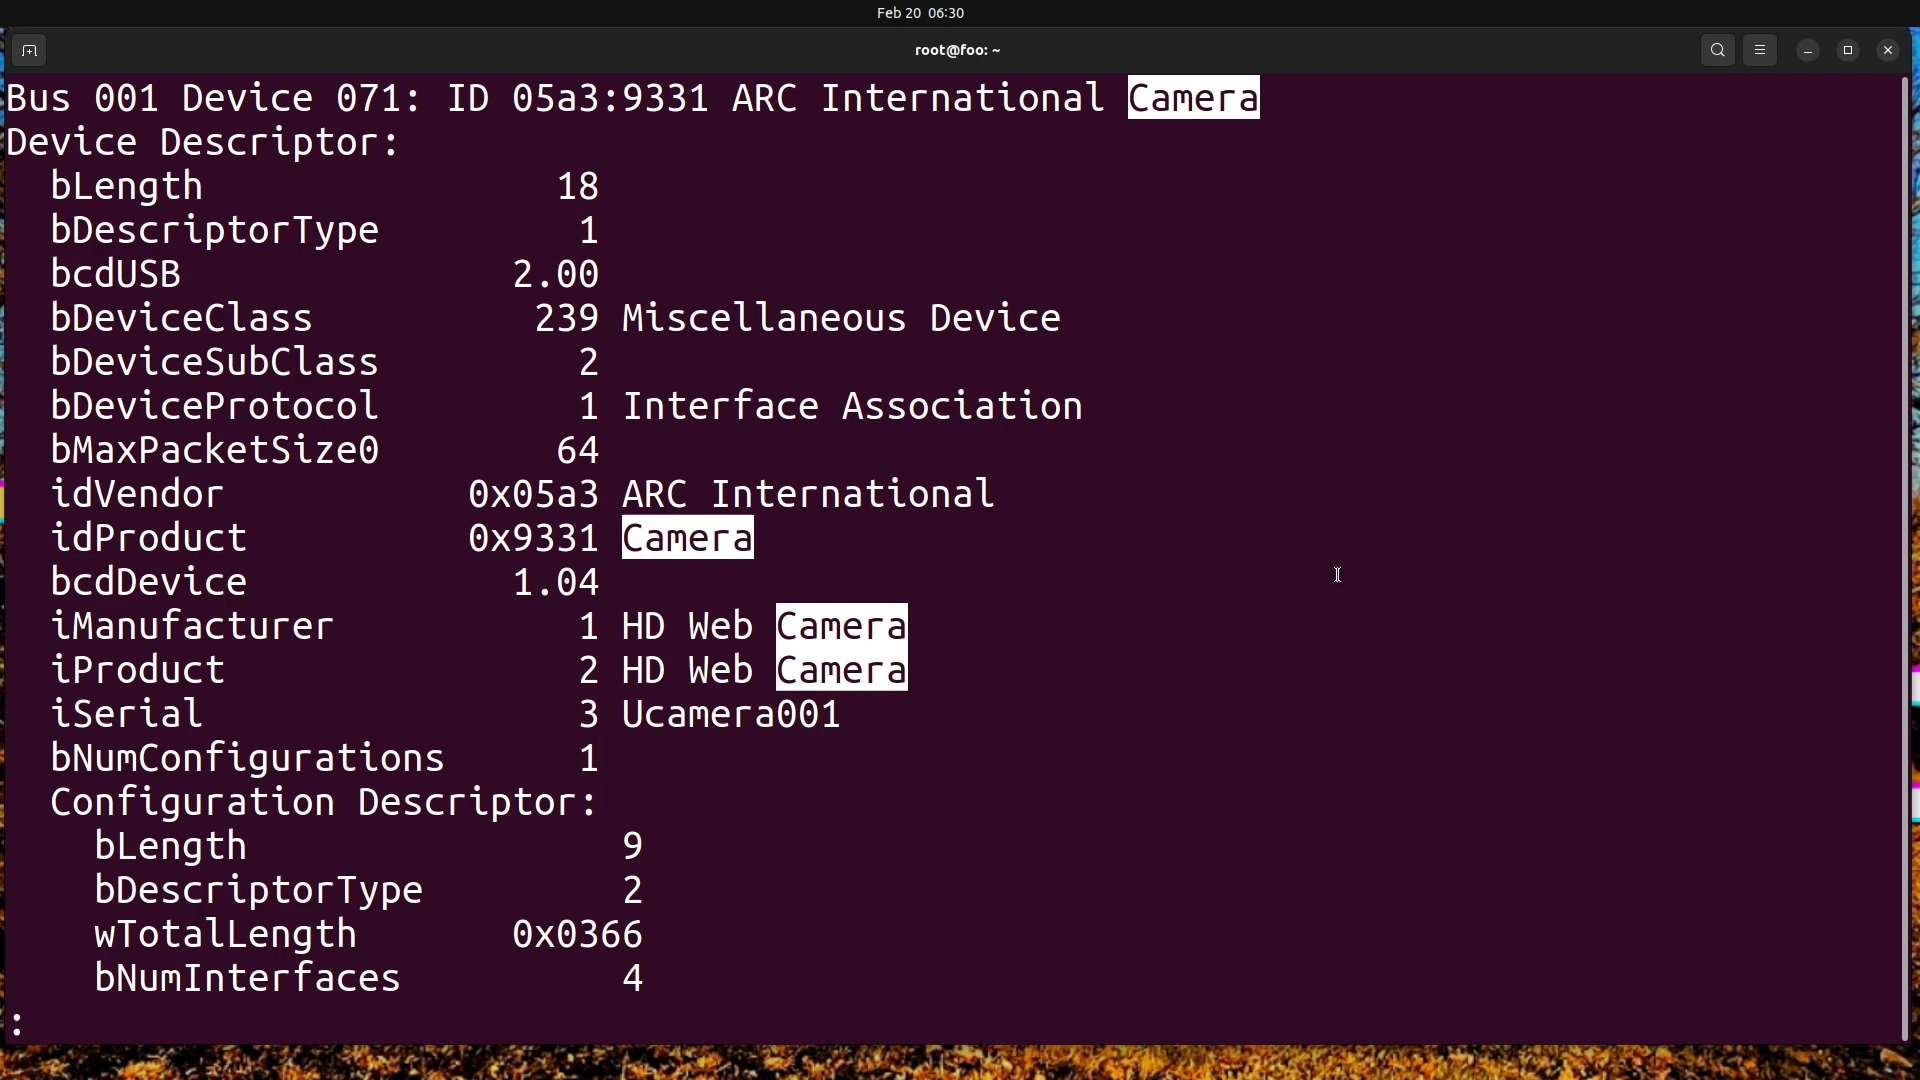 Feb 20 06:30
root@foo: ~
Bus 001 Device 071: ID 05a3:9331 ARC International Camera
Device Descriptor:
  bLength                18
  bDescriptorType         1
  bcdUSB               2.00
  bDeviceClass          239 Miscellaneous Device
  bDeviceSubClass         2
  bDeviceProtocol         1 Interface Association
  bMaxPacketSize0        64
  idVendor           0x05a3 ARC International
  idProduct          0x9331 Camera
  bcdDevice            1.04
  iManufacturer           1 HD Web Camera
  iProduct                2 HD Web Camera
  iSerial                 3 Ucamera001
  bNumConfigurations      1
  Configuration Descriptor:
    bLength                 9
    bDescriptorType         2
    wTotalLength       0x0366
    bNumInterfaces          4
: